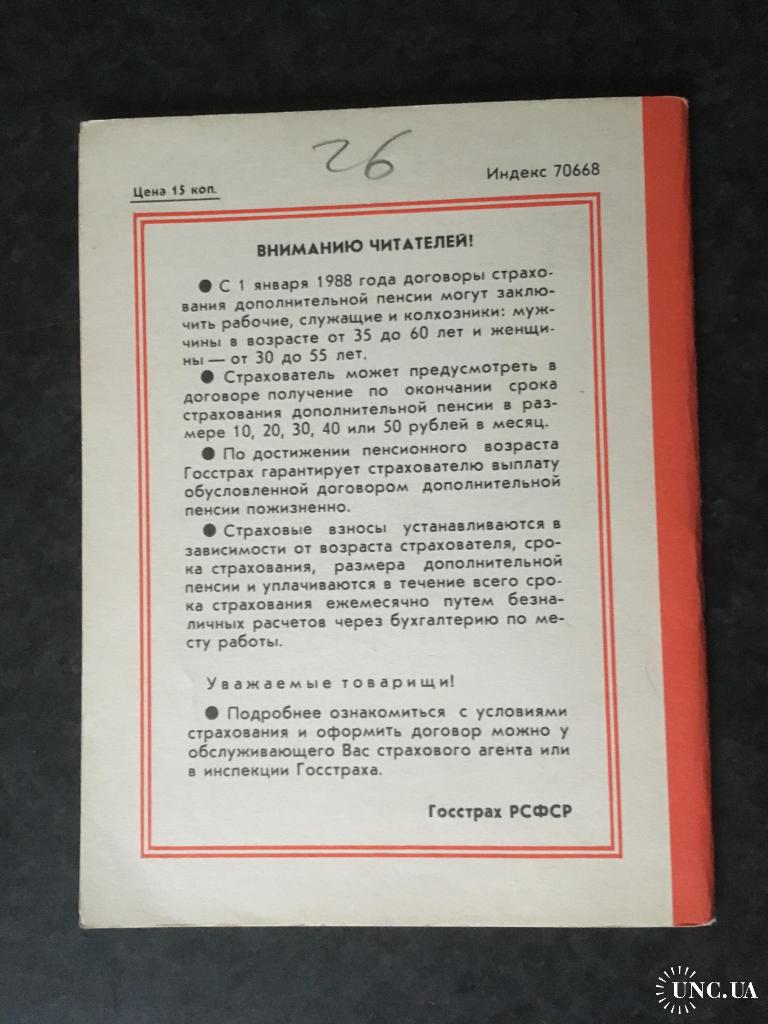 26
Индекс 70668
Цена 15 коп.
ВНИМАНИЮ ЧИТАТЕЛЕЙ!
● С 1 января 1988 года договоры страхо-
вания дополнительной пенсии могут заклю-
чить рабочие, служащие и колхозники: муж-
чины в возрасте от 35 до 60 лет и женщи-
ны — от 30 до 55 лет.
● Страхователь может предусмотреть в
договоре получение по окончании срока
страхования дополнительной пенсии в раз-
мере 10, 20, 30, 40 или 50 рублей в месяц.
● По достижении пенсионного возраста
Госстрах гарантирует страхователю выплату
обусловленной договором дополнительной
пенсии пожизненно.
● Страховые взносы устанавливаются в
зависимости от возраста страхователя, сро-
ка страхования, размера дополнительной
пенсии и уплачиваются в течение всего сро-
ка страхования ежемесячно путем безна-
личных расчетов через бухгалтерию по ме-
сту работы.
Уважаемые товарищи!
● Подробнее ознакомиться с условиями
страхования и оформить договор можно у
обслуживающего Вас страхового агента или
в инспекции Госстраха.
Госстрах РСФСР
UNC.UA